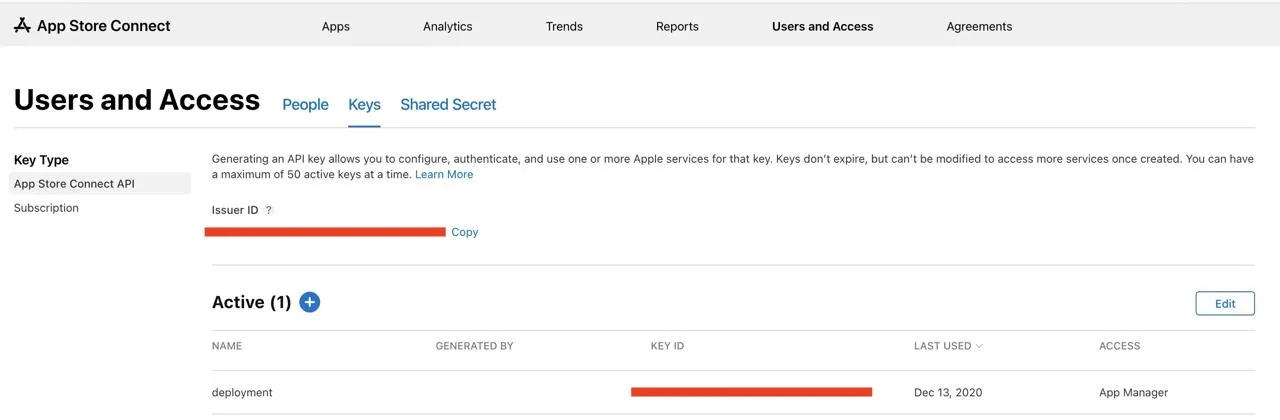 App Store Connect Apps Analytics Trends Reports Users and Access Agreements
Users and Access People Keys Shared Secret
Key Type
App Store Connect API
Subscription
Generating an API key allows you to configure, authenticate, and use one or more Apple services for that key. Keys don’t expire, but can’t be modified to access more services once created. You can have
a maximum of 50 active keys at a time. Learn More
Issuer ID ?
Copy
Active (1) +
Edit
NAME GENERATED BY KEY ID LAST USED ACCESS
deployment Dec 13, 2020 App Manager